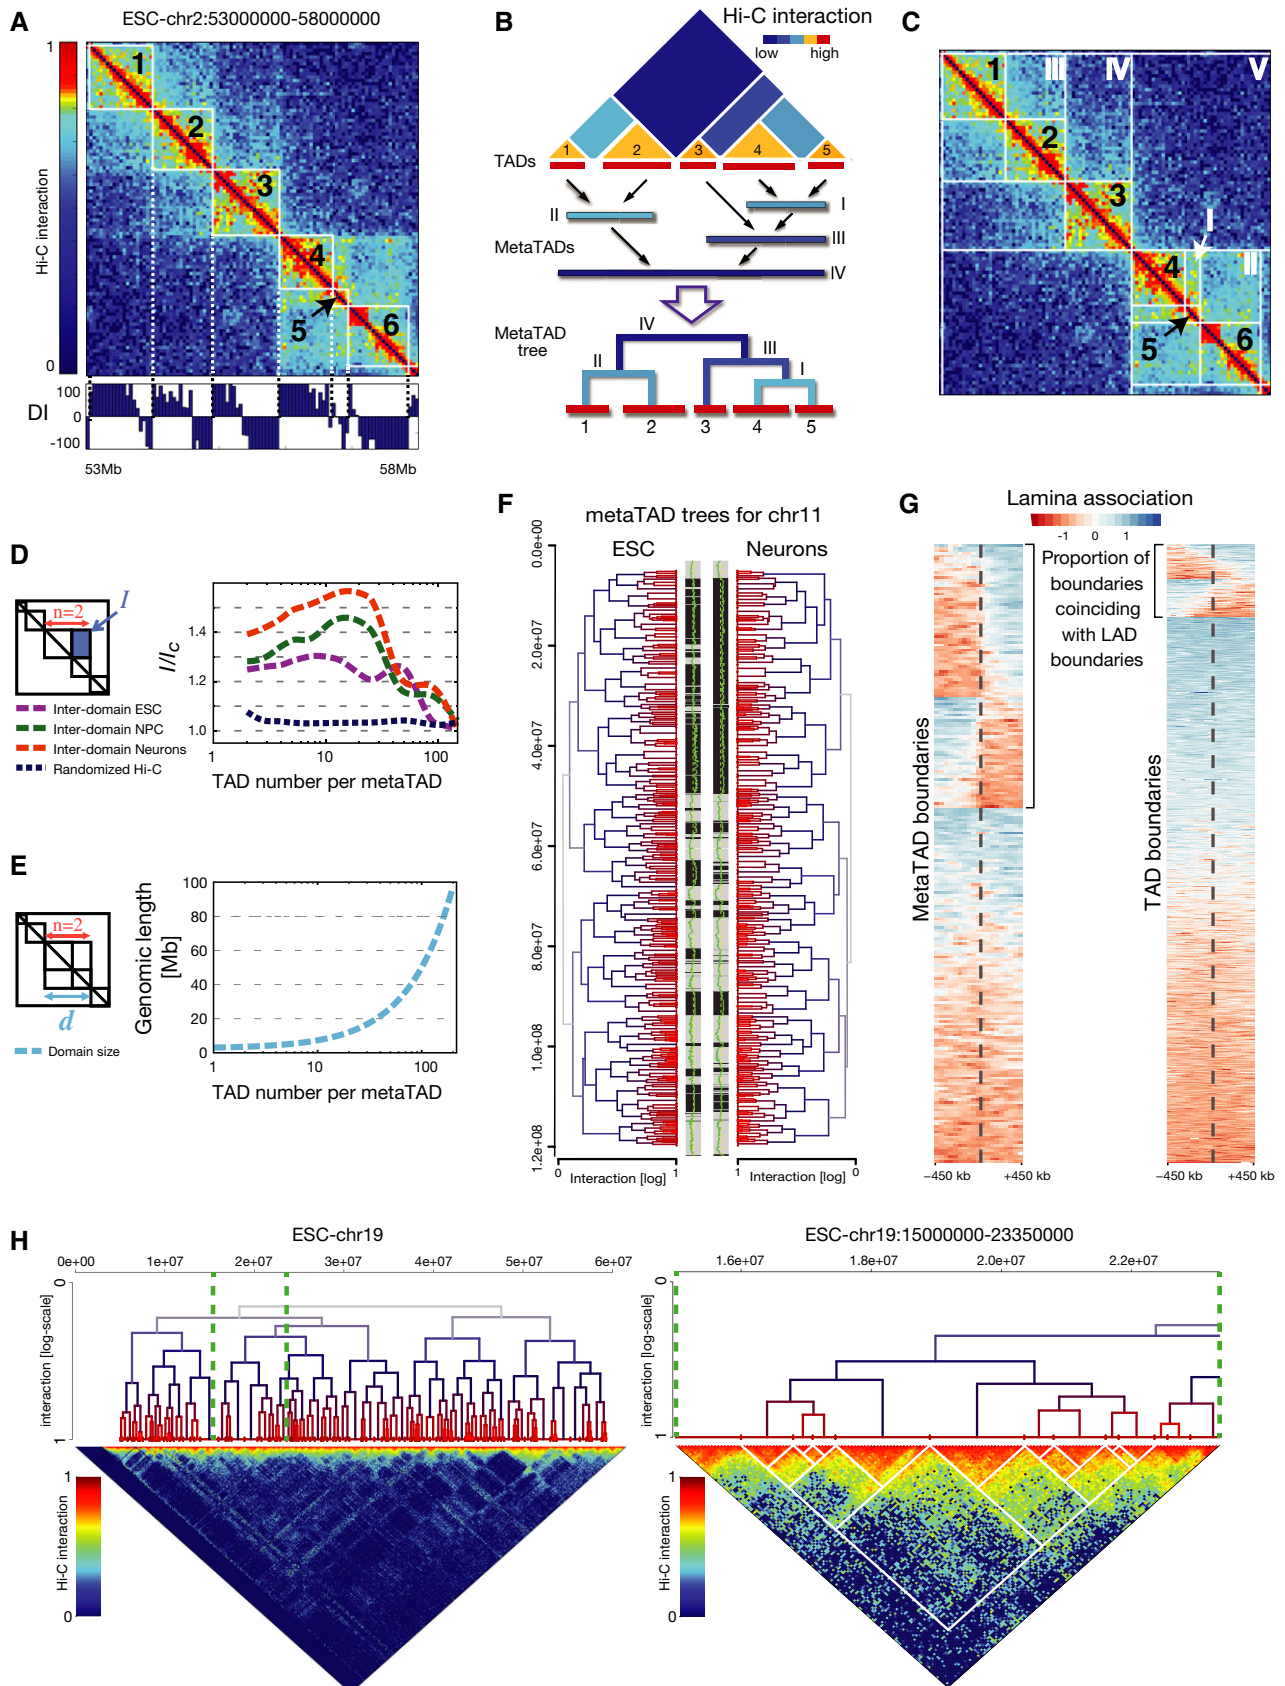 A
ESC-chr2:53000000-58000000
1
Hi-C interaction
0
1
2
3
4
5
6
DI
100
0
-100
53Mb
58Mb
B
Hi-C interaction
low
high
1
2
3
4
5
TADs
II
I
MetaTADs
III
IV
MetaTAD
tree
IV
II
III
I
1
2
3
4
5
C
1
III
IV
V
2
3
I
4
II
5
6
D
n=2
I
Inter-domain ESC
Inter-domain NPC
Inter-domain Neurons
Randomized Hi-C
I/Ic
1.4
1.2
1.0
1
10
100
TAD number per metaTAD
E
n=2
d
Domain size
Genomic length
[Mb]
100
80
60
40
20
0
1
10
100
TAD number per metaTAD
F
metaTAD trees for chr11
ESC
Neurons
0.0e+00
2.0e+07
4.0e+07
6.0e+07
8.0e+07
1.0e+08
1.2e+08
0
Interaction [log]
1
1
Interaction [log]
0
G
Lamina association
-1
0
1
Proportion of
boundaries
coinciding
with LAD
boundaries
MetaTAD boundaries
TAD boundaries
−450 kb
+450 kb
−450 kb
+450 kb
H
ESC-chr19
0e+00
1e+07
2e+07
3e+07
4e+07
5e+07
6e+07
interaction [log-scale]
0
1
Hi-C interaction
1
0
ESC-chr19:15000000-23350000
1.6e+07
1.8e+07
2.0e+07
2.2e+07
interaction [log-scale]
0
1
Hi-C interaction
1
0